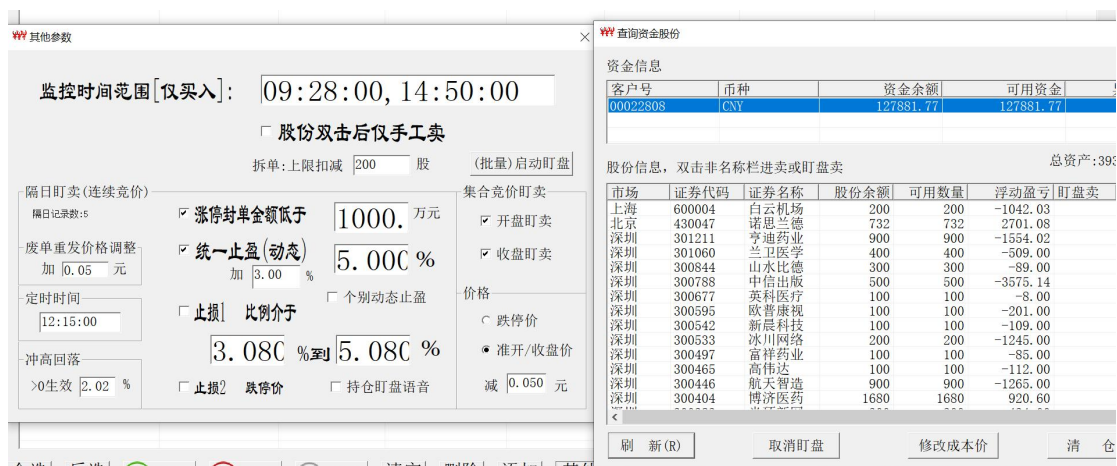 其他参数
监控时间范围[仅买入]: 09:28:00, 14:50:00
股份双击后仅手工卖
拆单:上限扣减 200 股 (批量)启动盯盘
隔日盯卖(连续竞价)
隔日记录数:5
废单重发价格调整
加 0.05 元
定时时间
12:15:00
冲高回落
>0生效 2.02 %
涨停封单金额低于 1000. 万元
统一止盈(动态) 5.000 %
加 3.00 %
个别动态止盈
止损1 比例介于
3.080 %到 5.080 %
止损2 跌停价 持仓盯盘语音
集合竞价盯卖
开盘盯卖
收盘盯卖
价格
跌停价
准开/收盘价
减 0.050 元
查询资金股份
资金信息
客户号 币种 资金余额 可用资金
00022808 CNY 127881.77 127881.77
股份信息，双击非名称栏进卖或盯盘卖 总资产:393
市场 证券代码 证券名称 股份余额 可用数量 浮动盈亏 盯盘卖
上海 600004 白云机场 200 200 -1042.03
北京 430047 诺思兰德 732 732 2701.08
深圳 301211 亨迪药业 900 900 -1554.02
深圳 301060 兰卫医学 400 400 -509.00
深圳 300844 山水比德 300 300 -89.00
深圳 300788 中信出版 500 500 -3575.14
深圳 300677 英科医疗 100 100 -8.00
深圳 300595 欧普康视 100 100 -201.00
深圳 300542 新晨科技 100 100 -109.00
深圳 300533 冰川网络 200 200 -1245.00
深圳 300497 富祥药业 100 100 -85.00
深圳 300465 高伟达 100 100 -112.00
深圳 300446 航天智造 900 900 -1265.00
深圳 300404 博济医药 1680 1680 920.60
刷 新(R) 取消盯盘 修改成本价 清 仓